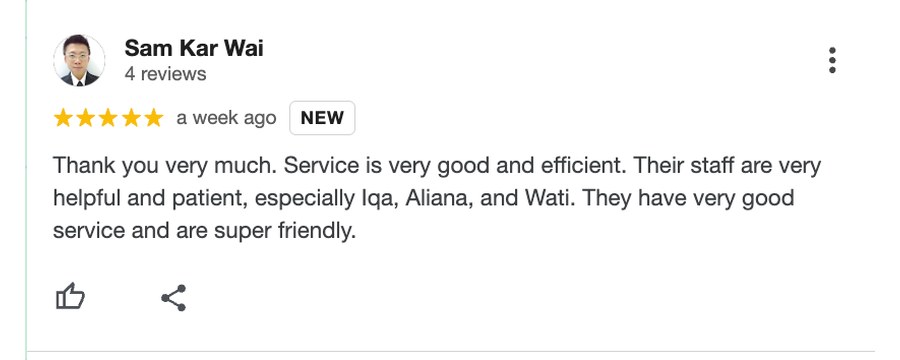 Sam Kar Wai
4 reviews
a week ago NEW
Thank you very much. Service is very good and efficient. Their staff are very
helpful and patient, especially Iqa, Aliana, and Wati. They have very good
service and are super friendly.